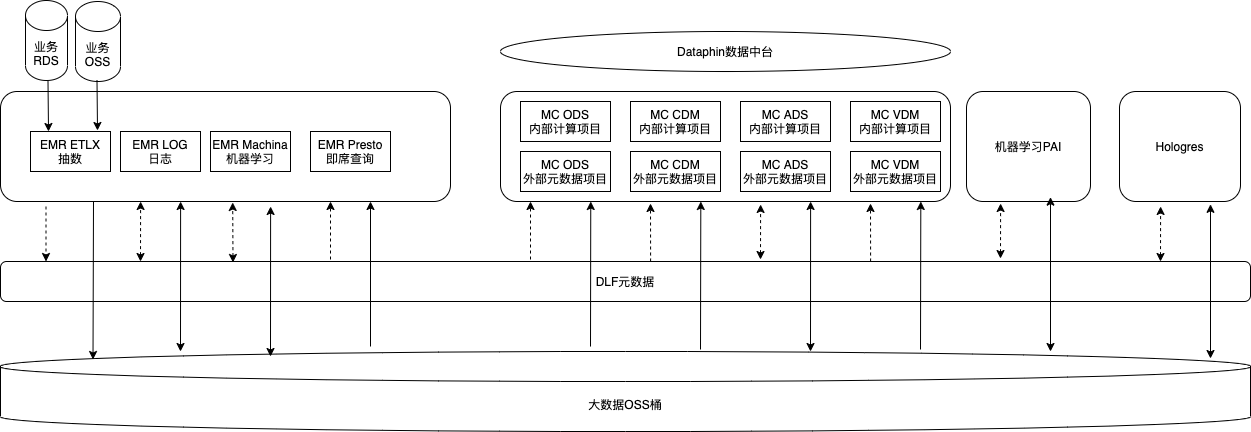 业务
RDS
业务
OSS
Dataphin数据中台
EMR ETLX
抽数
EMR LOG
日志
EMR Machina
机器学习
EMR Presto
即席查询
MC ODS
内部计算项目
MC CDM
内部计算项目
MC ADS
内部计算项目
MC VDM
内部计算项目
MC ODS
外部元数据项目
MC CDM
外部元数据项目
MC ADS
外部元数据项目
MC VDM
外部元数据项目
机器学习PAI
Hologres
DLF元数据
大数据OSS桶